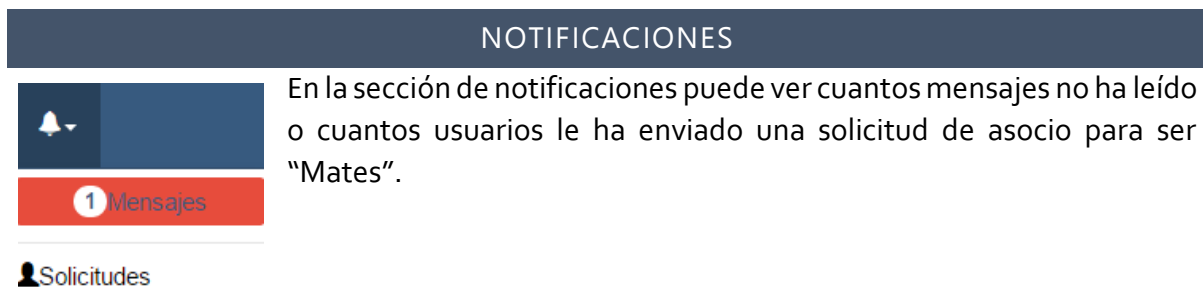 NOTIFICACIONES
En la sección de notificaciones puede ver cuantos mensajes no ha leído
o cuantos usuarios le ha enviado una solicitud de asocio para ser
“Mates”.
1 Mensajes
Solicitudes